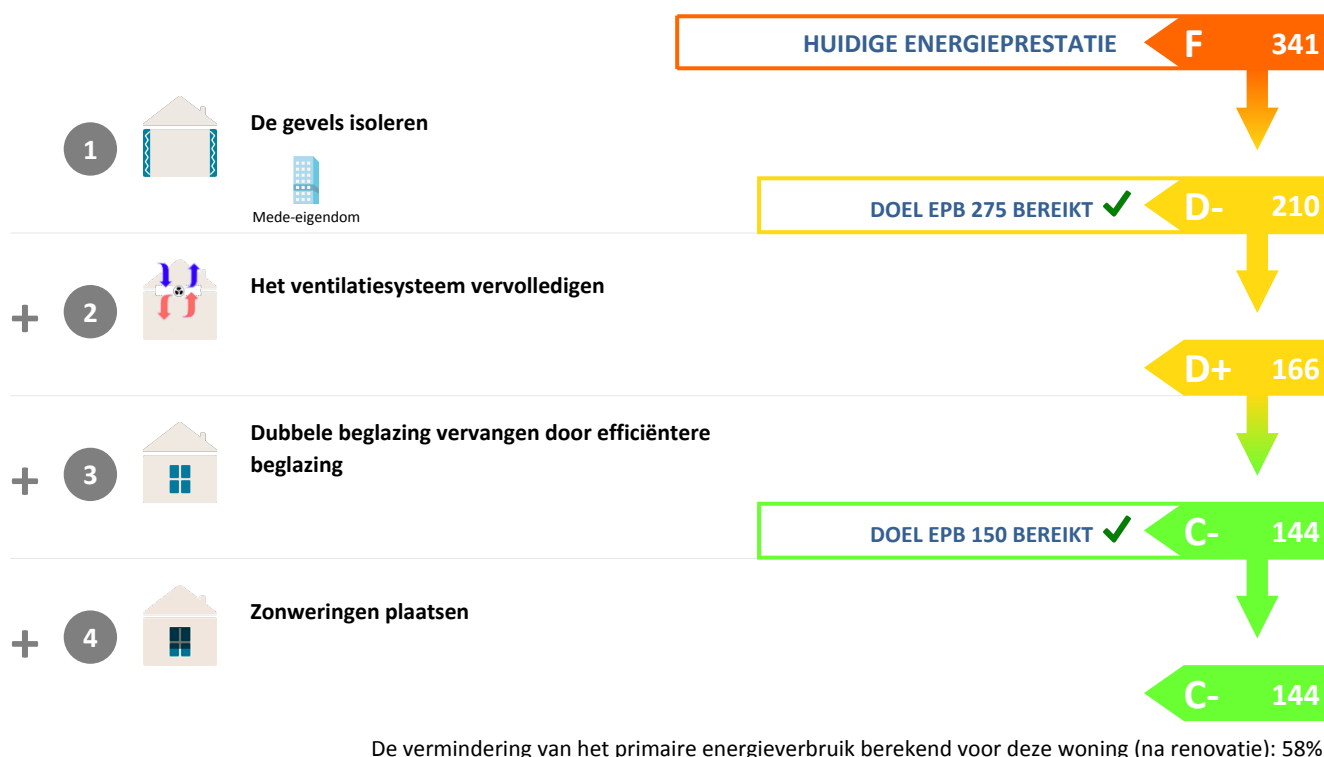 HUIDIGE ENERGIEPRESTATIE F 341
1 De gevels isoleren
Mede-eigendom
DOEL EPB 275 BEREIKT ✔ D- 210
+ 2 Het ventilatiesysteem vervolledigen
D+ 166
+ 3 Dubbele beglazing vervangen door efficiëntere
beglazing
DOEL EPB 150 BEREIKT ✔ C- 144
+ 4 Zonweringen plaatsen
C- 144
De vermindering van het primaire energieverbruik berekend voor deze woning (na renovatie): 58%